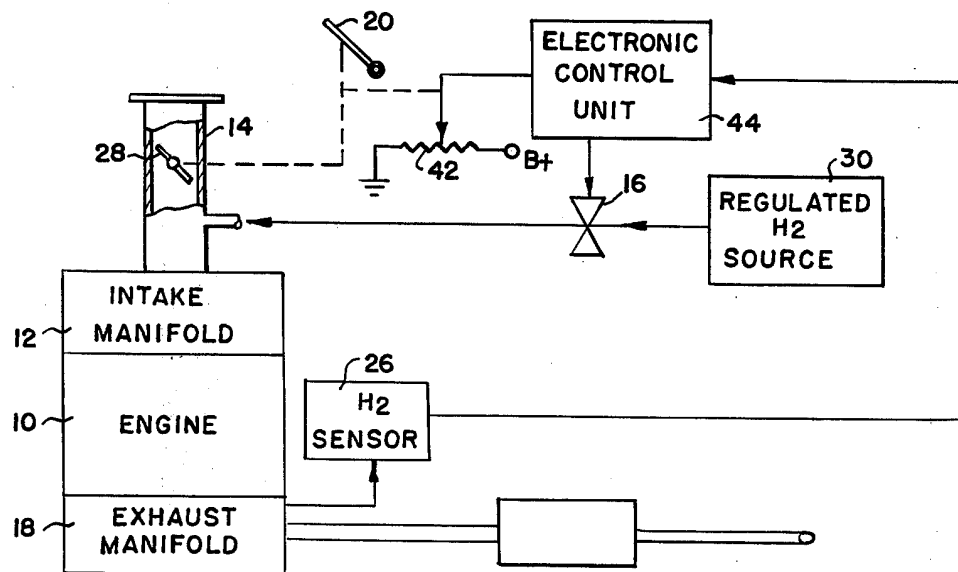 20
ELECTRONIC
CONTROL
UNIT
44
14
28
42
B+
16
30
REGULATED
H2
SOURCE
INTAKE
MANIFOLD
12
26
H2
SENSOR
10
ENGINE
18
EXHAUST
MANIFOLD